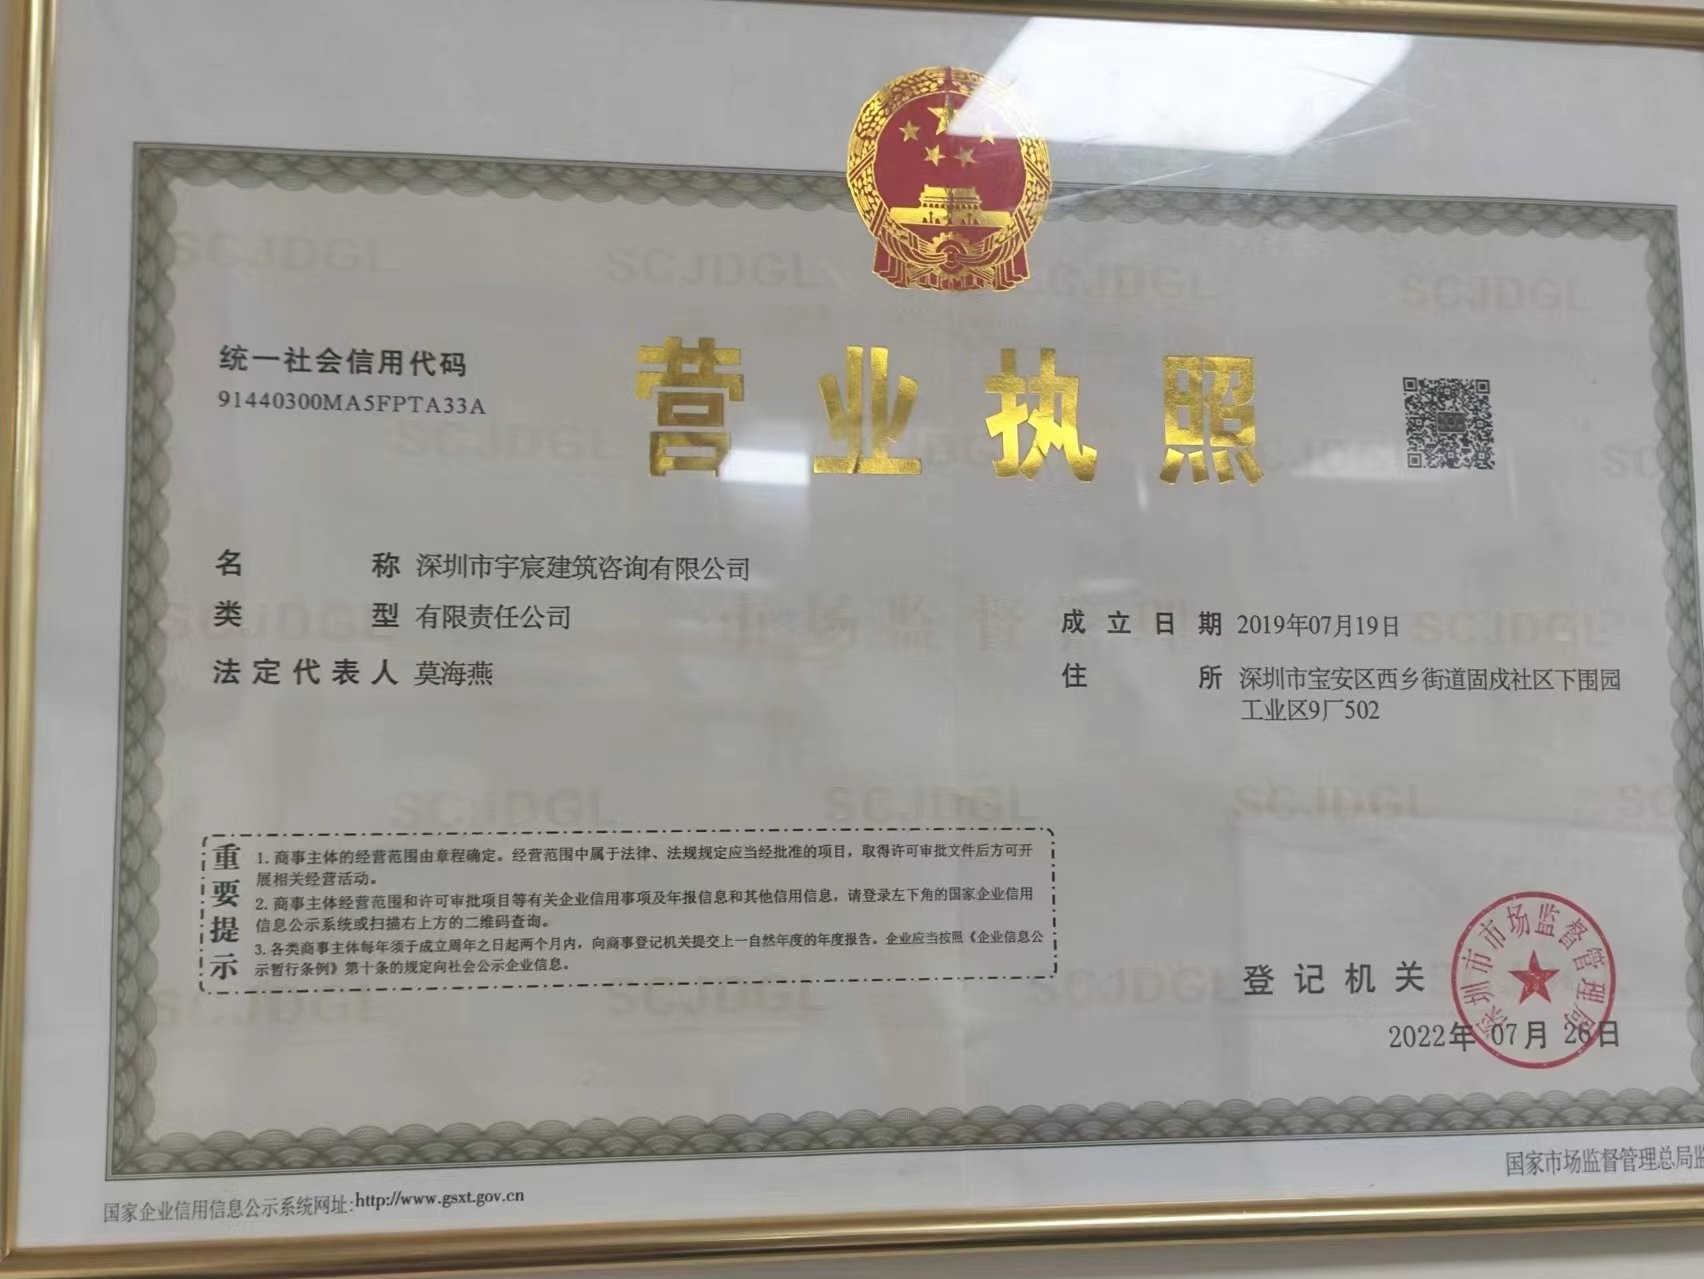 统一社会信用代码
91440300MA5FPTA33A
营业执照
名称 深圳市宇宸建筑咨询有限公司
类型 有限责任公司
法定代表人 莫海燕
成立日期 2019年07月19日
住所 深圳市宝安区西乡街道固戍社区下围园
工业区9厂502
重要提示
1. 商事主体的经营范围由章程确定。经营范围中属于法律、法规规定应当经批准的项目，取得许可审批文件后方可开
展相关经营活动。
2. 商事主体经营范围和许可审批项目等有关企业信用事项及年报信息和其他信用信息，请登录左下角的国家企业信用
信息公示系统或扫描右上方的二维码查询。
3. 各类商事主体每年须于成立周年之日起两个月内，向商事登记机关提交上一自然年度的年度报告。企业应当按照《企业信息公
示暂行条例》第十条的规定向社会公示企业信息。
登记机关
深圳市市场监督管理局
2022年07月26日
国家企业信用信息公示系统网址:http://www.gsxt.gov.cn
国家市场监督管理总局监
SCJDGL